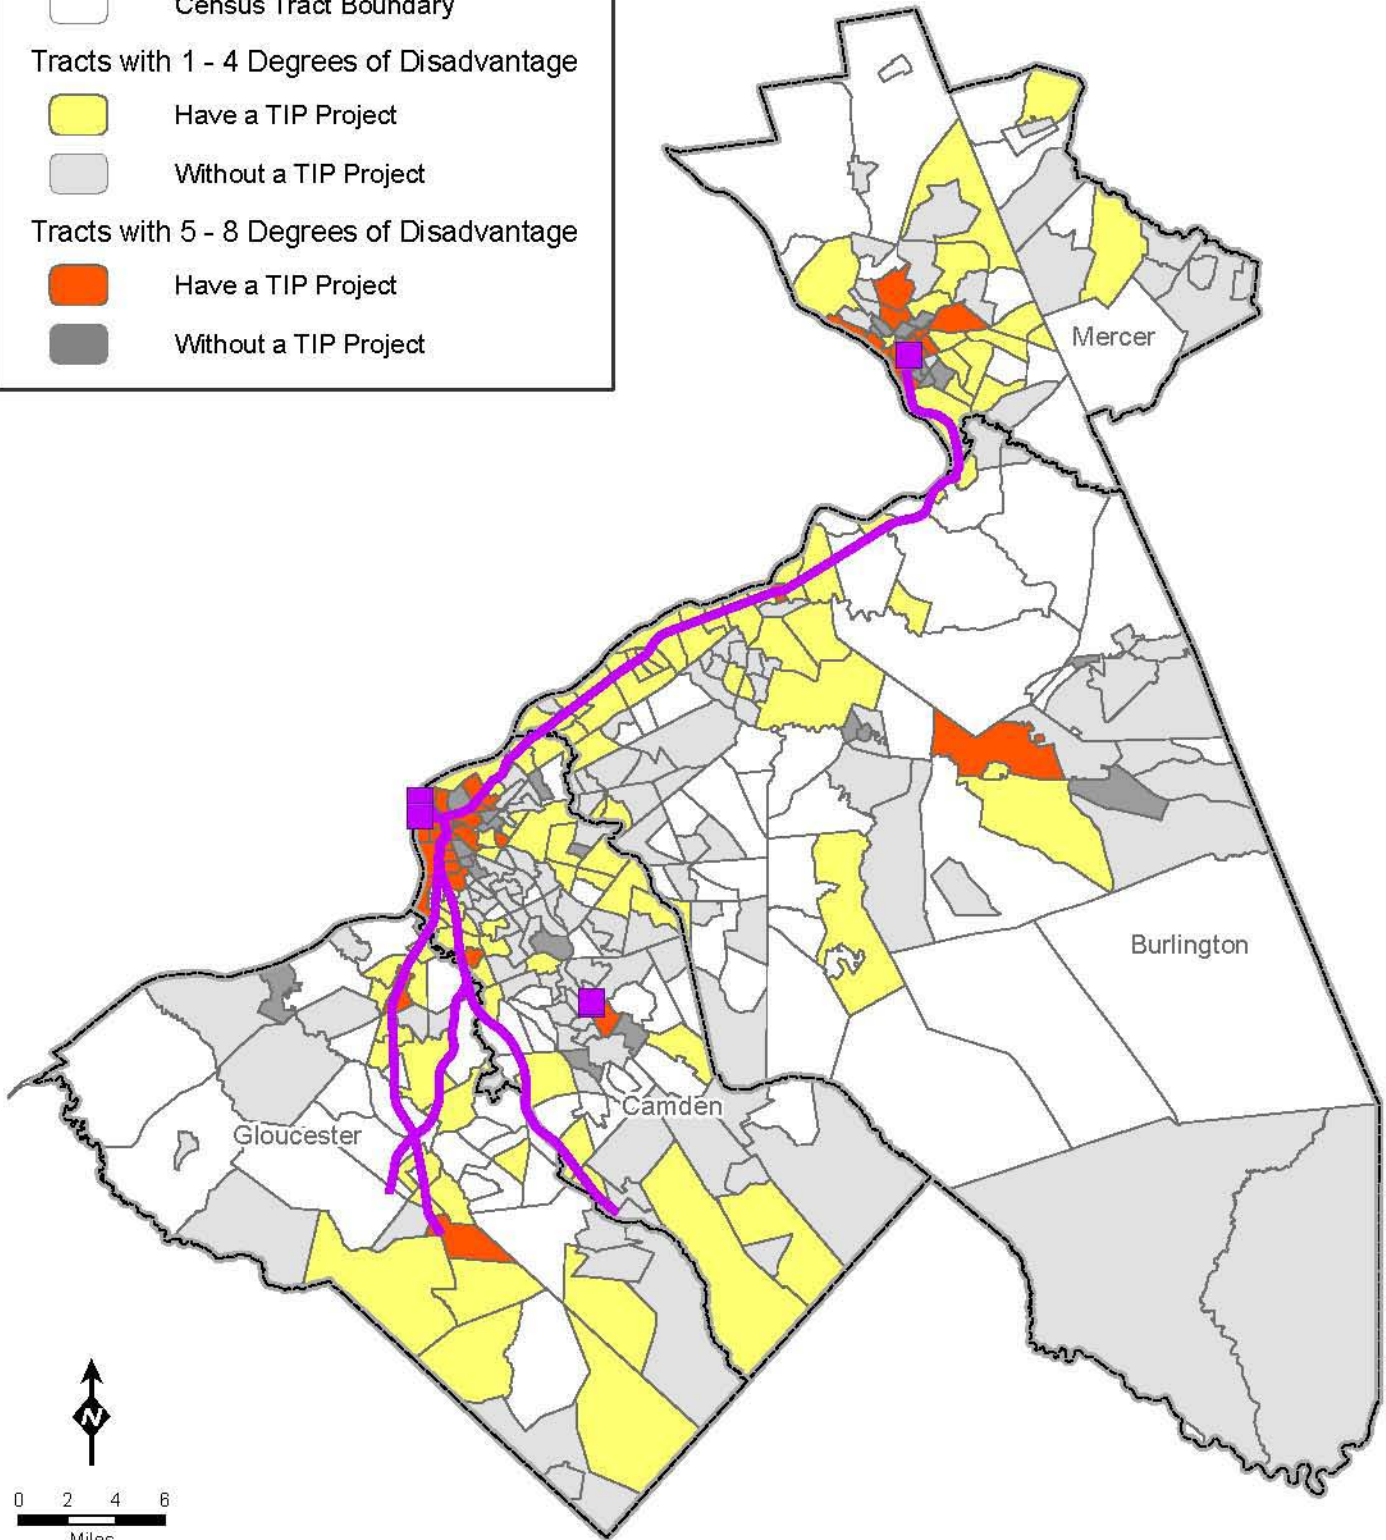 Census Tract Boundary
Tracts with 1 - 4 Degrees of Disadvantage
Have a TIP Project
Without a TIP Project
Tracts with 5 - 8 Degrees of Disadvantage
Have a TIP Project
Without a TIP Project
Mercer
Burlington
Camden
Gloucester
N
0 2 4 6
Miles